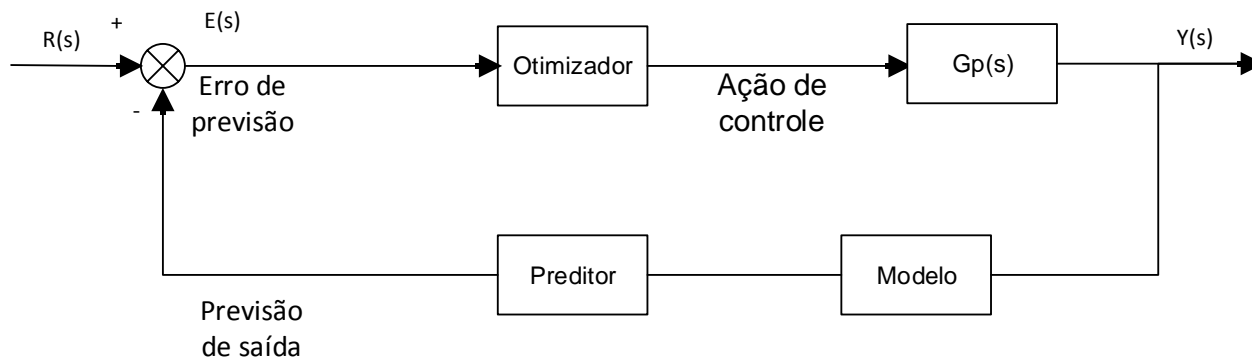 +
E(s)
R(s)
Y(s)
Otimizador
Gp(s)
Erro de
previsão
-
Ação de
controle
Preditor
Modelo
Previsão
de saída